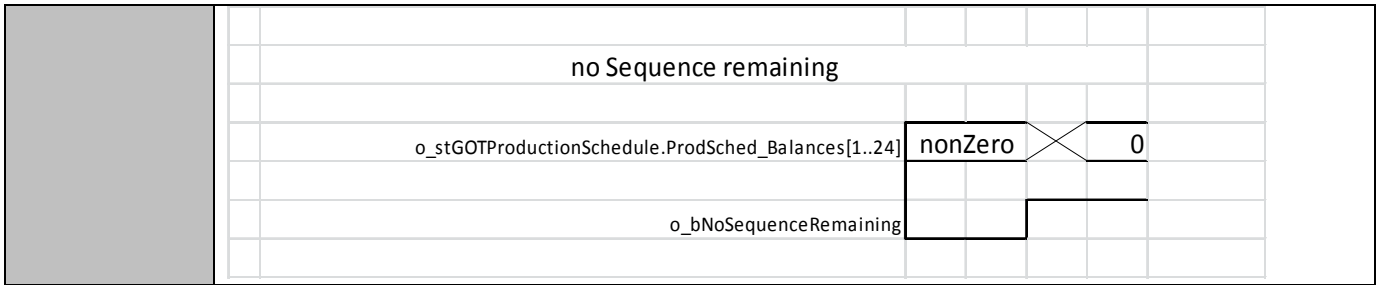 no Sequence remaining
o_stGOTProductionSchedule.ProdSched_Balances[1..24] nonZero 0
o_bNoSequenceRemaining